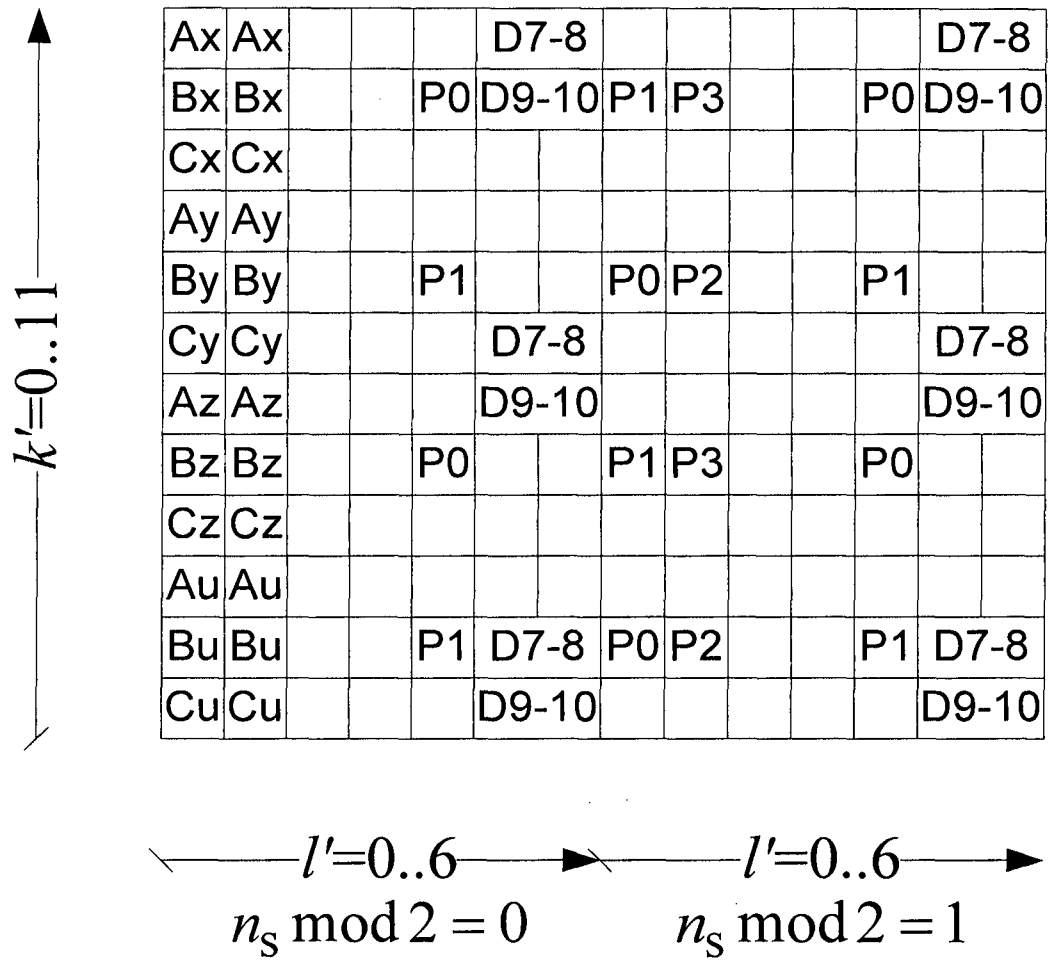 Ax Ax D7-8 D7-8
Bx Bx P0 D9-10 P1 P3 P0 D9-10
Cx Cx
Ay Ay
By By P1 P0 P2 P1
Cy Cy D7-8 D7-8
Az Az D9-10 D9-10
Bz Bz P0 P1 P3 P0
Cz Cz
Au Au
Bu Bu P1 D7-8 P0 P2 P1 D7-8
Cu Cu D9-10 D9-10
k'=0..11
l'=0..6 l'=0..6
nS mod 2 = 0 nS mod 2 = 1